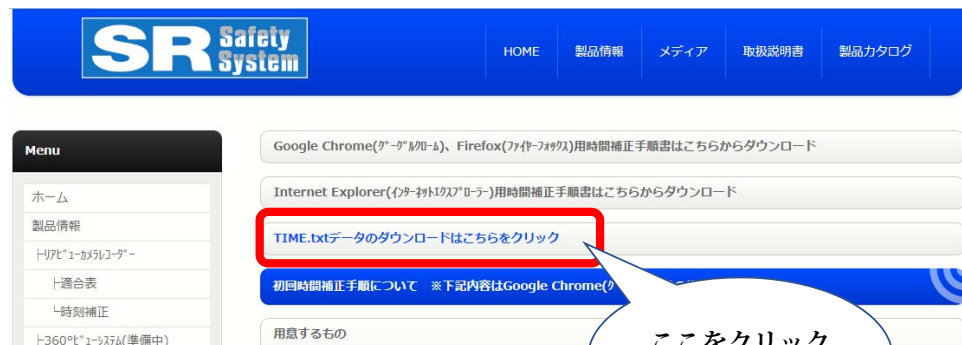 SR Safety System
HOME 製品情報 メディア 取扱説明書 製品カタログ
Menu
ホーム
製品情報
├リアビューカメラレコーダー
├適合表
└時刻補正
├360°ビューシステム(準備中)
Google Chrome(グーグルクローム)、Firefox(ファイヤーフォックス)用時間補正手順書はこちらからダウンロード
Internet Explorer(インターネットエクスプローラー)用時間補正手順書はこちらからダウンロード
TIME.txtデータのダウンロードはこちらをクリック
初回時間補正手順について ※下記内容はGoogle Chrome(
用意するもの
ここをクリック